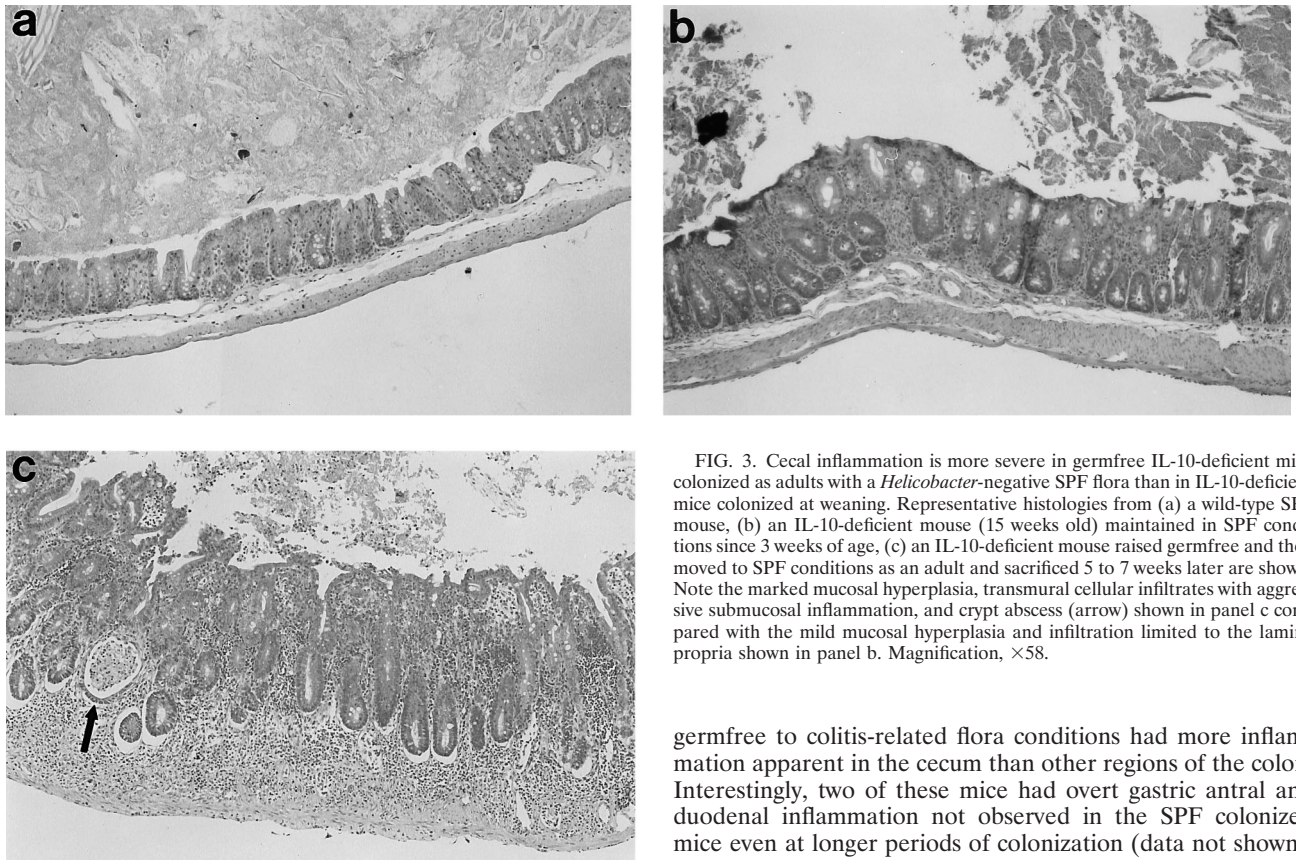 a
b
c
FIG. 3. Cecal inflammation is more severe in germfree IL-10-deficient mi
colonized as adults with a Helicobacter-negative SPF flora than in IL-10-deficie
mice colonized at weaning. Representative histologies from (a) a wild-type SP
mouse, (b) an IL-10-deficient mouse (15 weeks old) maintained in SPF cond
tions since 3 weeks of age, (c) an IL-10-deficient mouse raised germfree and the
moved to SPF conditions as an adult and sacrificed 5 to 7 weeks later are show
Note the marked mucosal hyperplasia, transmural cellular infiltrates with aggre
sive submucosal inflammation, and crypt abscess (arrow) shown in panel c com
pared with the mild mucosal hyperplasia and infiltration limited to the lamin
propria shown in panel b. Magnification, ×58.
germfree to colitis-related flora conditions had more inflam
mation apparent in the cecum than other regions of the colon
Interestingly, two of these mice had overt gastric antral an
duodenal inflammation not observed in the SPF colonize
mice even at longer periods of colonization (data not shown